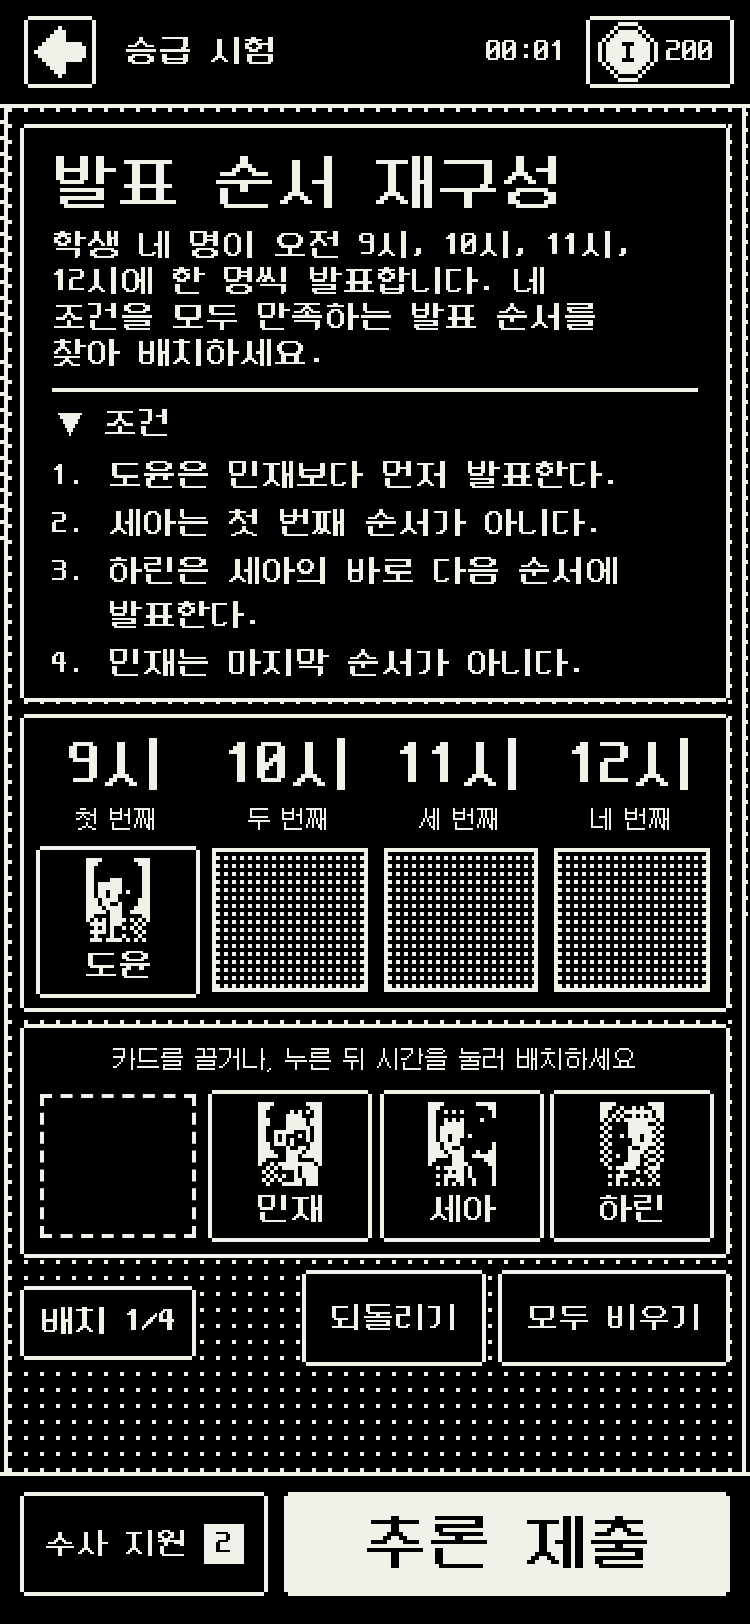 승급 시험 00:01 I 200
발표 순서 재구성
학생 네 명이 오전 9시, 10시, 11시,
12시에 한 명씩 발표합니다. 네
조건을 모두 만족하는 발표 순서를
찾아 배치하세요.
▼ 조건
1. 도윤은 민재보다 먼저 발표한다.
2. 세아는 첫 번째 순서가 아니다.
3. 하린은 세아의 바로 다음 순서에
발표한다.
4. 민재는 마지막 순서가 아니다.
9시 10시 11시 12시
첫 번째 두 번째 세 번째 네 번째
도윤
카드를 끌거나, 누른 뒤 시간을 눌러 배치하세요
민재 세아 하린
배치 1/4 되돌리기 모두 비우기
수사 지원 2 추론 제출